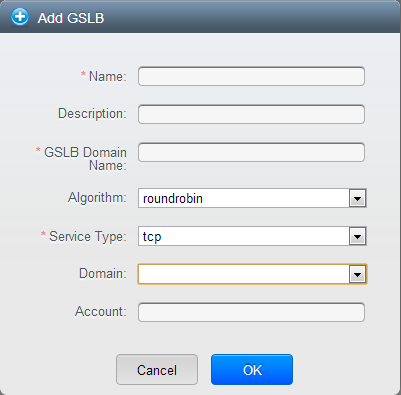 Add GSLB
* Name:
Description:
* GSLB Domain
Name:
Algorithm: roundrobin
* Service Type: tcp
Domain:
Account:
Cancel OK